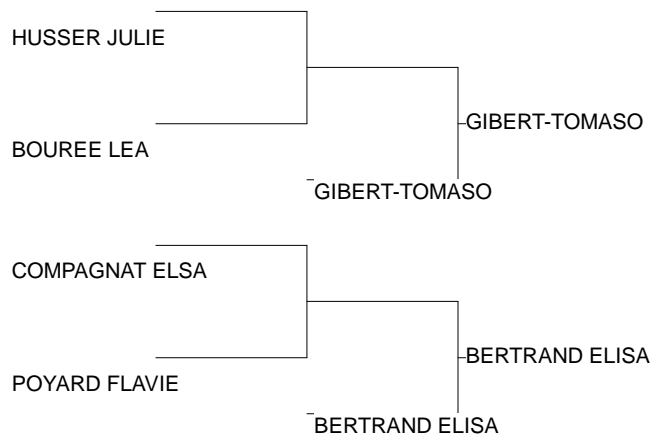 HUSSER JULIE
GIBERT-TOMASO
BOUREE LEA
GIBERT-TOMASO
COMPAGNAT ELSA
BERTRAND ELISA
POYARD FLAVIE
BERTRAND ELISA